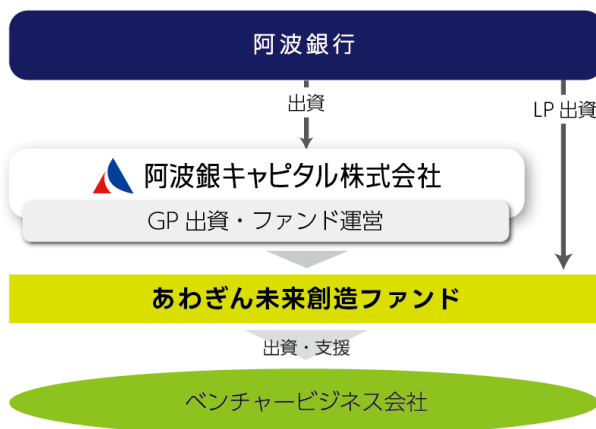 阿波銀行
出資
LP 出資
阿波銀キャピタル株式会社
GP 出資・ファンド運営
あわぎん未来創造ファンド
出資・支援
ベンチャービジネス会社